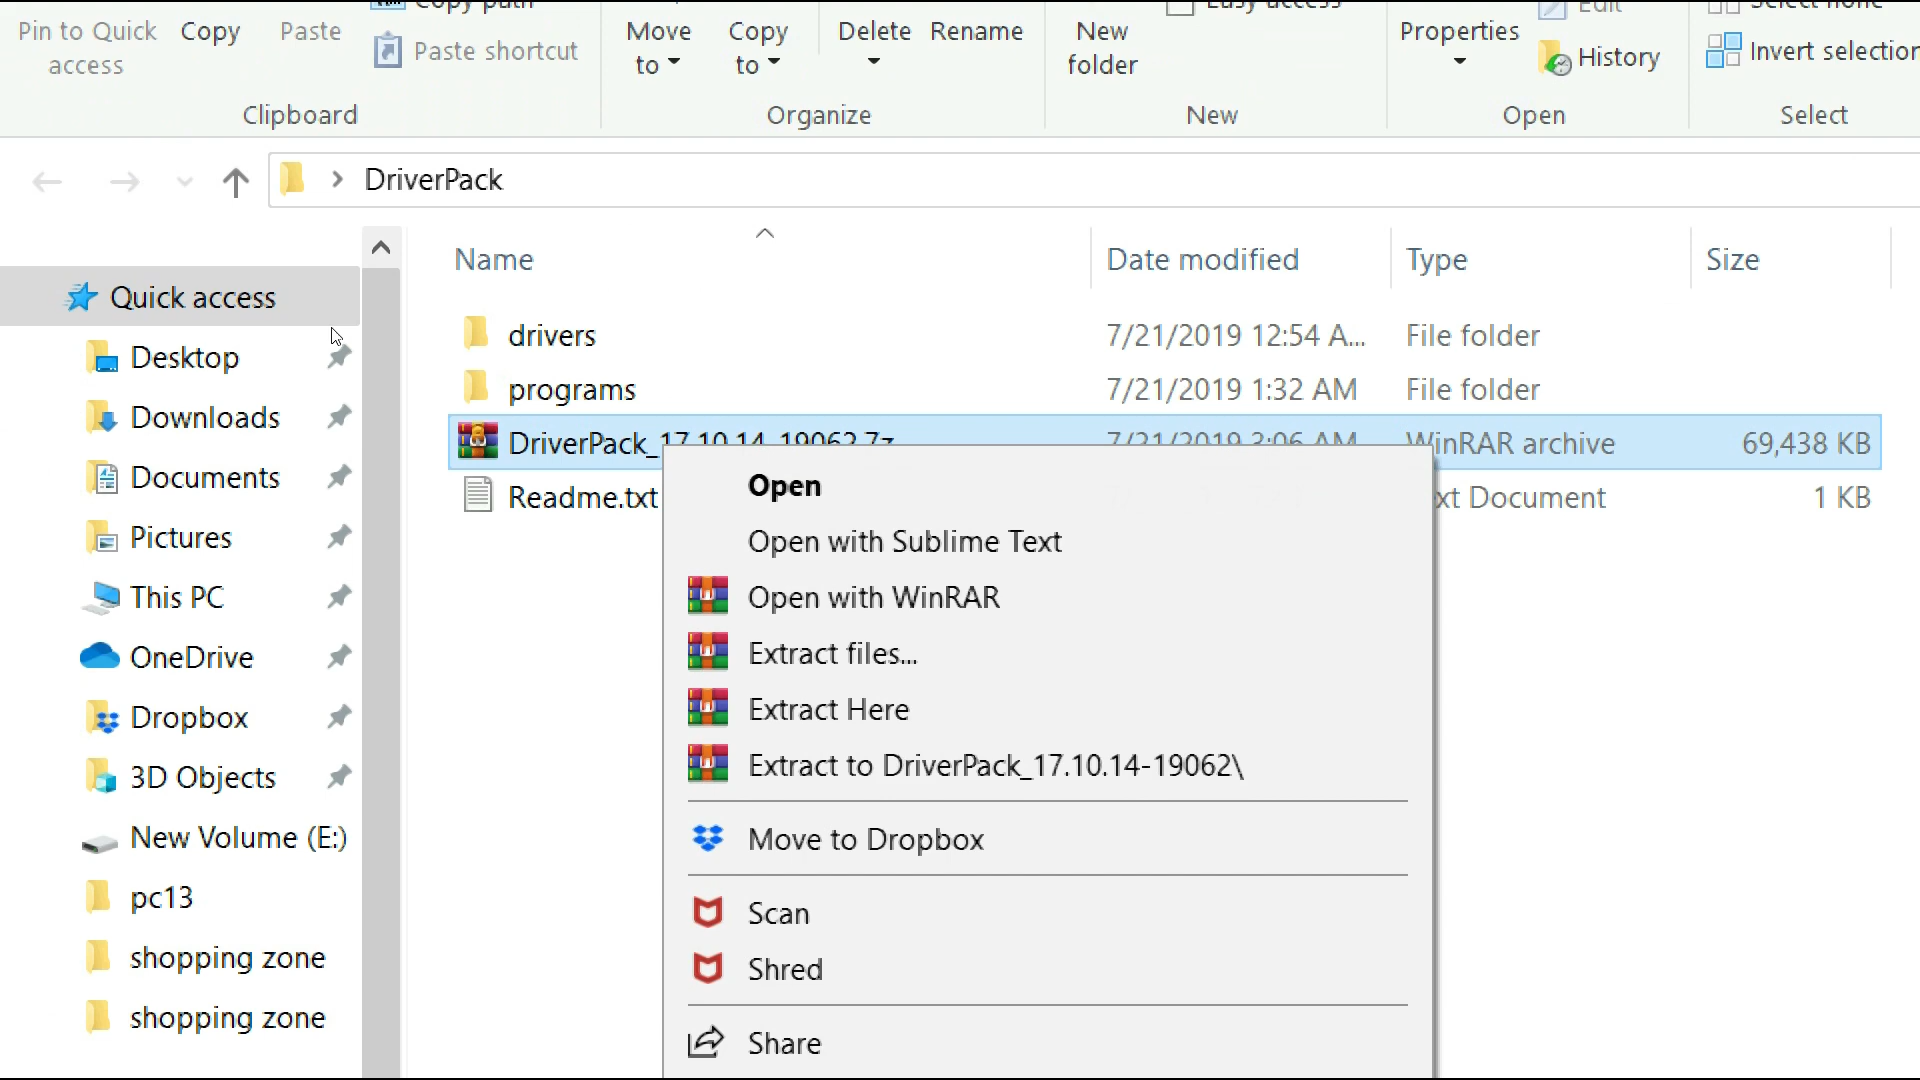 Copy path
Easy access
Edit
Select none
Pin to Quick access
Copy
Paste
Paste shortcut
Move to
Copy to
Delete
Rename
New folder
Properties
History
Invert selection
Clipboard
Organize
New
Open
Select
DriverPack
Name
Date modified
Type
Size
Quick access
Desktop
Downloads
Documents
Pictures
This PC
OneDrive
Dropbox
3D Objects
New Volume (E:)
pc13
shopping zone
shopping zone
drivers
7/21/2019 12:54 A...
File folder
programs
7/21/2019 1:32 AM
File folder
DriverPack_17.10.14-19062.7z
7/21/2019 3:06 AM
WinRAR archive
69,438 KB
Readme.txt
xt Document
1 KB
Open
Open with Sublime Text
Open with WinRAR
Extract files...
Extract Here
Extract to DriverPack_17.10.14-19062\
Move to Dropbox
Scan
Shred
Share